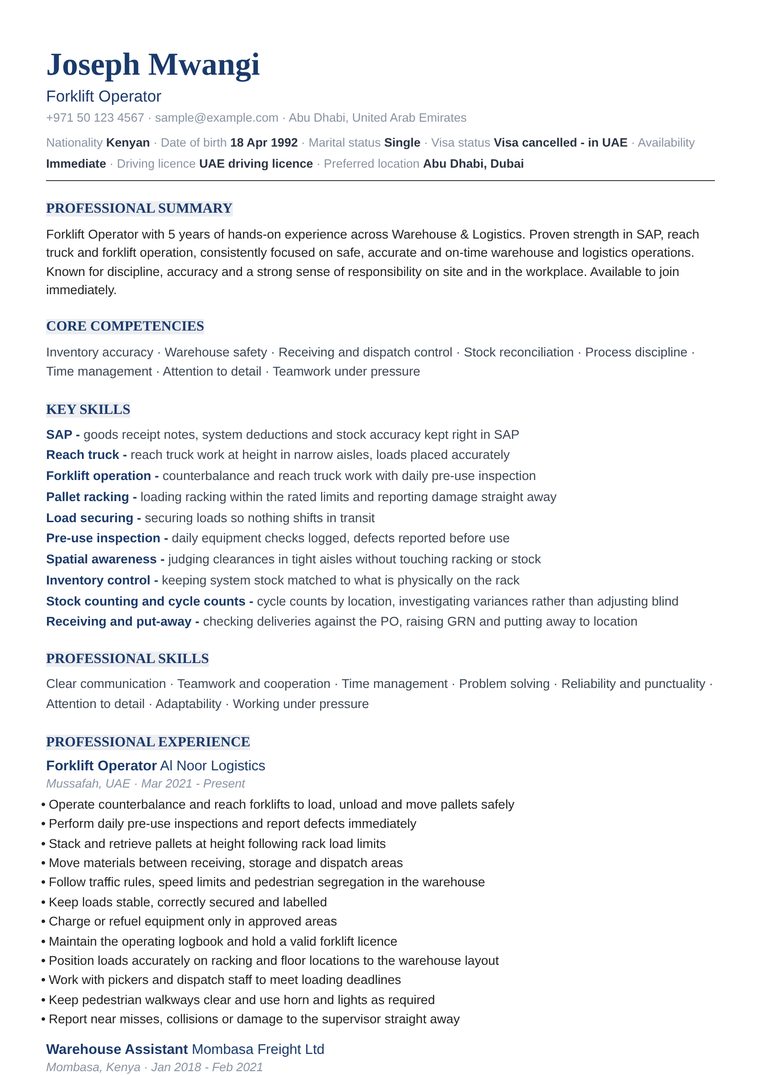 Joseph Mwangi
Forklift Operator
+971 50 123 4567 · sample@example.com · Abu Dhabi, United Arab Emirates
Nationality Kenyan · Date of birth 18 Apr 1992 · Marital status Single · Visa status Visa cancelled - in UAE · Availability
Immediate · Driving licence UAE driving licence · Preferred location Abu Dhabi, Dubai
PROFESSIONAL SUMMARY
Forklift Operator with 5 years of hands-on experience across Warehouse & Logistics. Proven strength in SAP, reach
truck and forklift operation, consistently focused on safe, accurate and on-time warehouse and logistics operations.
Known for discipline, accuracy and a strong sense of responsibility on site and in the workplace. Available to join
immediately.
CORE COMPETENCIES
Inventory accuracy · Warehouse safety · Receiving and dispatch control · Stock reconciliation · Process discipline ·
Time management · Attention to detail · Teamwork under pressure
KEY SKILLS
SAP - goods receipt notes, system deductions and stock accuracy kept right in SAP
Reach truck - reach truck work at height in narrow aisles, loads placed accurately
Forklift operation - counterbalance and reach truck work with daily pre-use inspection
Pallet racking - loading racking within the rated limits and reporting damage straight away
Load securing - securing loads so nothing shifts in transit
Pre-use inspection - daily equipment checks logged, defects reported before use
Spatial awareness - judging clearances in tight aisles without touching racking or stock
Inventory control - keeping system stock matched to what is physically on the rack
Stock counting and cycle counts - cycle counts by location, investigating variances rather than adjusting blind
Receiving and put-away - checking deliveries against the PO, raising GRN and putting away to location
PROFESSIONAL SKILLS
Clear communication · Teamwork and cooperation · Time management · Problem solving · Reliability and punctuality ·
Attention to detail · Adaptability · Working under pressure
PROFESSIONAL EXPERIENCE
Forklift Operator Al Noor Logistics
Mussafah, UAE · Mar 2021 - Present
• Operate counterbalance and reach forklifts to load, unload and move pallets safely
• Perform daily pre-use inspections and report defects immediately
• Stack and retrieve pallets at height following rack load limits
• Move materials between receiving, storage and dispatch areas
• Follow traffic rules, speed limits and pedestrian segregation in the warehouse
• Keep loads stable, correctly secured and labelled
• Charge or refuel equipment only in approved areas
• Maintain the operating logbook and hold a valid forklift licence
• Position loads accurately on racking and floor locations to the warehouse layout
• Work with pickers and dispatch staff to meet loading deadlines
• Keep pedestrian walkways clear and use horn and lights as required
• Report near misses, collisions or damage to the supervisor straight away
Warehouse Assistant Mombasa Freight Ltd
Mombasa, Kenya · Jan 2018 - Feb 2021